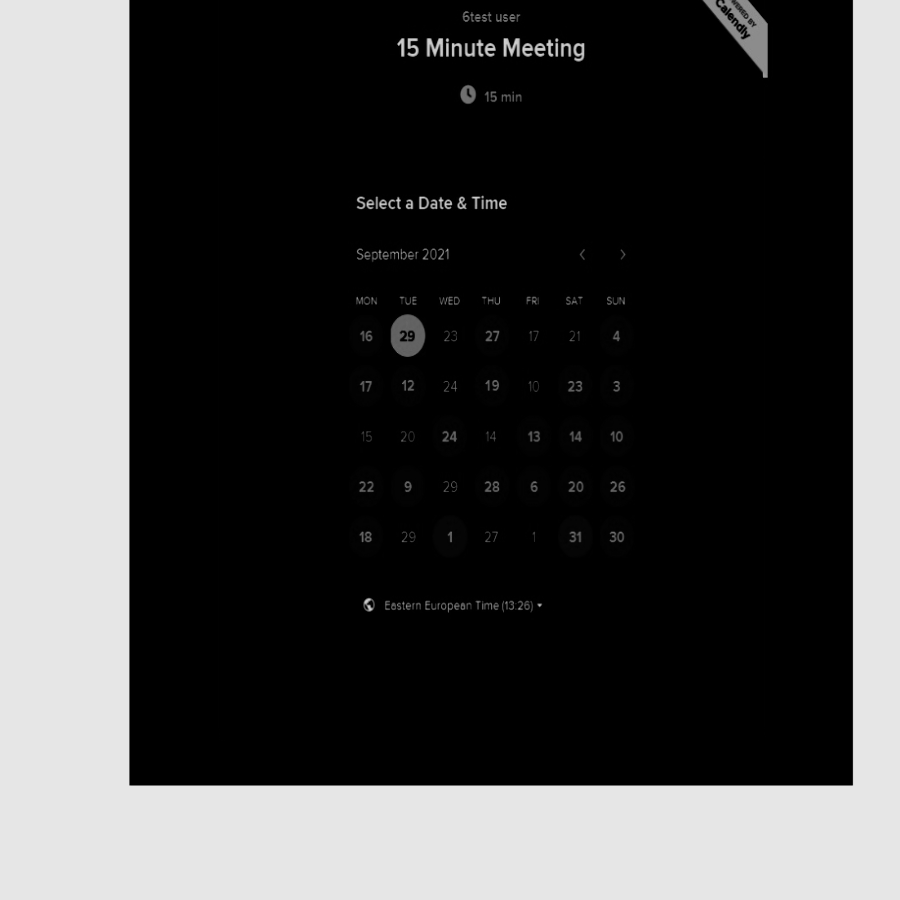 6test user
POWERED BY
Calendly
15 Minute Meeting
15 min
Select a Date & Time
September 2021
MON TUE WED THU FRI SAT SUN
16 29 23 27 17 21 4
17 12 24 19 10 23 3
15 20 24 14 13 14 10
22 9 29 28 6 20 26
18 29 1 27 1 31 30
Eastern European Time (13:26)